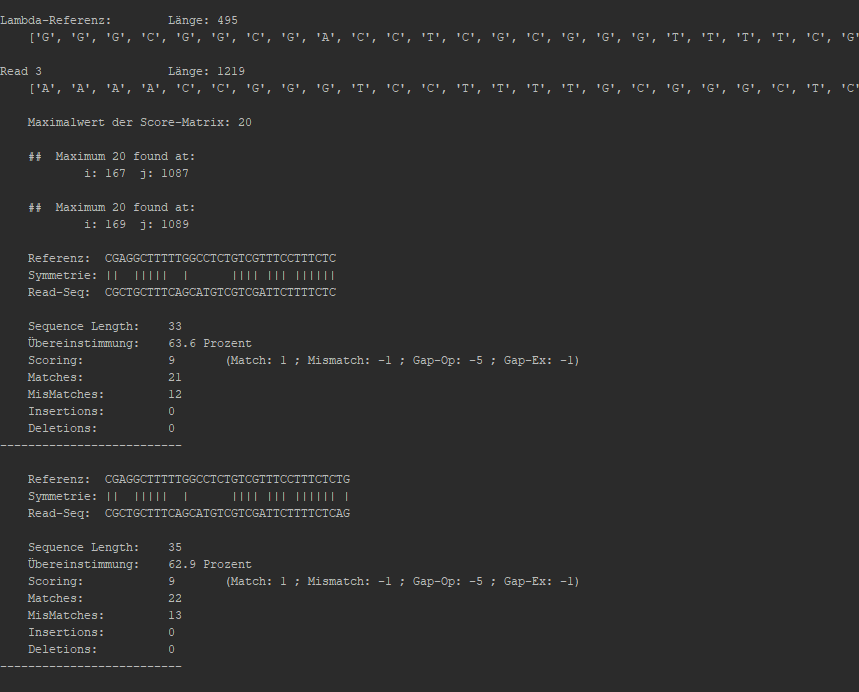 Lambda-Referenz: Länge: 495
['G', 'G', 'G', 'C', 'G', 'G', 'C', 'G', 'A', 'C', 'C', 'T', 'C', 'G', 'C', 'G', 'G', 'G', 'T', 'T', 'T', 'T', 'C', 'G'
Read 3 Länge: 1219
['A', 'A', 'A', 'A', 'C', 'C', 'G', 'G', 'G', 'T', 'C', 'C', 'T', 'T', 'T', 'T', 'G', 'C', 'G', 'G', 'G', 'C', 'T', 'C'
Maximalwert der Score-Matrix: 20
## Maximum 20 found at:
i: 167 j: 1087
## Maximum 20 found at:
i: 169 j: 1089
Referenz: CGAGGCTTTTTGGCCTCTGTCGTTTCCTTTCTC
Symmetrie: ||  |||||  |      |||| ||| ||||||
Read-Seq: CGCTGCTTTCAGCATGTCGTCGATTCTTTTCTC
Sequence Length: 33
Übereinstimmung: 63.6 Prozent
Scoring: 9 (Match: 1 ; Mismatch: -1 ; Gap-Op: -5 ; Gap-Ex: -1)
Matches: 21
MisMatches: 12
Insertions: 0
Deletions: 0
--------------------------
Referenz: CGAGGCTTTTTGGCCTCTGTCGTTTCCTTTCTCTG
Symmetrie: ||  |||||  |      |||| ||| |||||| |
Read-Seq: CGCTGCTTTCAGCATGTCGTCGATTCTTTTCTCAG
Sequence Length: 35
Übereinstimmung: 62.9 Prozent
Scoring: 9 (Match: 1 ; Mismatch: -1 ; Gap-Op: -5 ; Gap-Ex: -1)
Matches: 22
MisMatches: 13
Insertions: 0
Deletions: 0
--------------------------